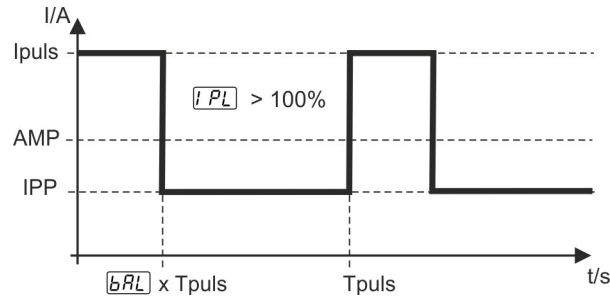 I/A
Ipuls
IPL > 100%
AMP
IPP
t/s
bAL x Tpuls
Tpuls